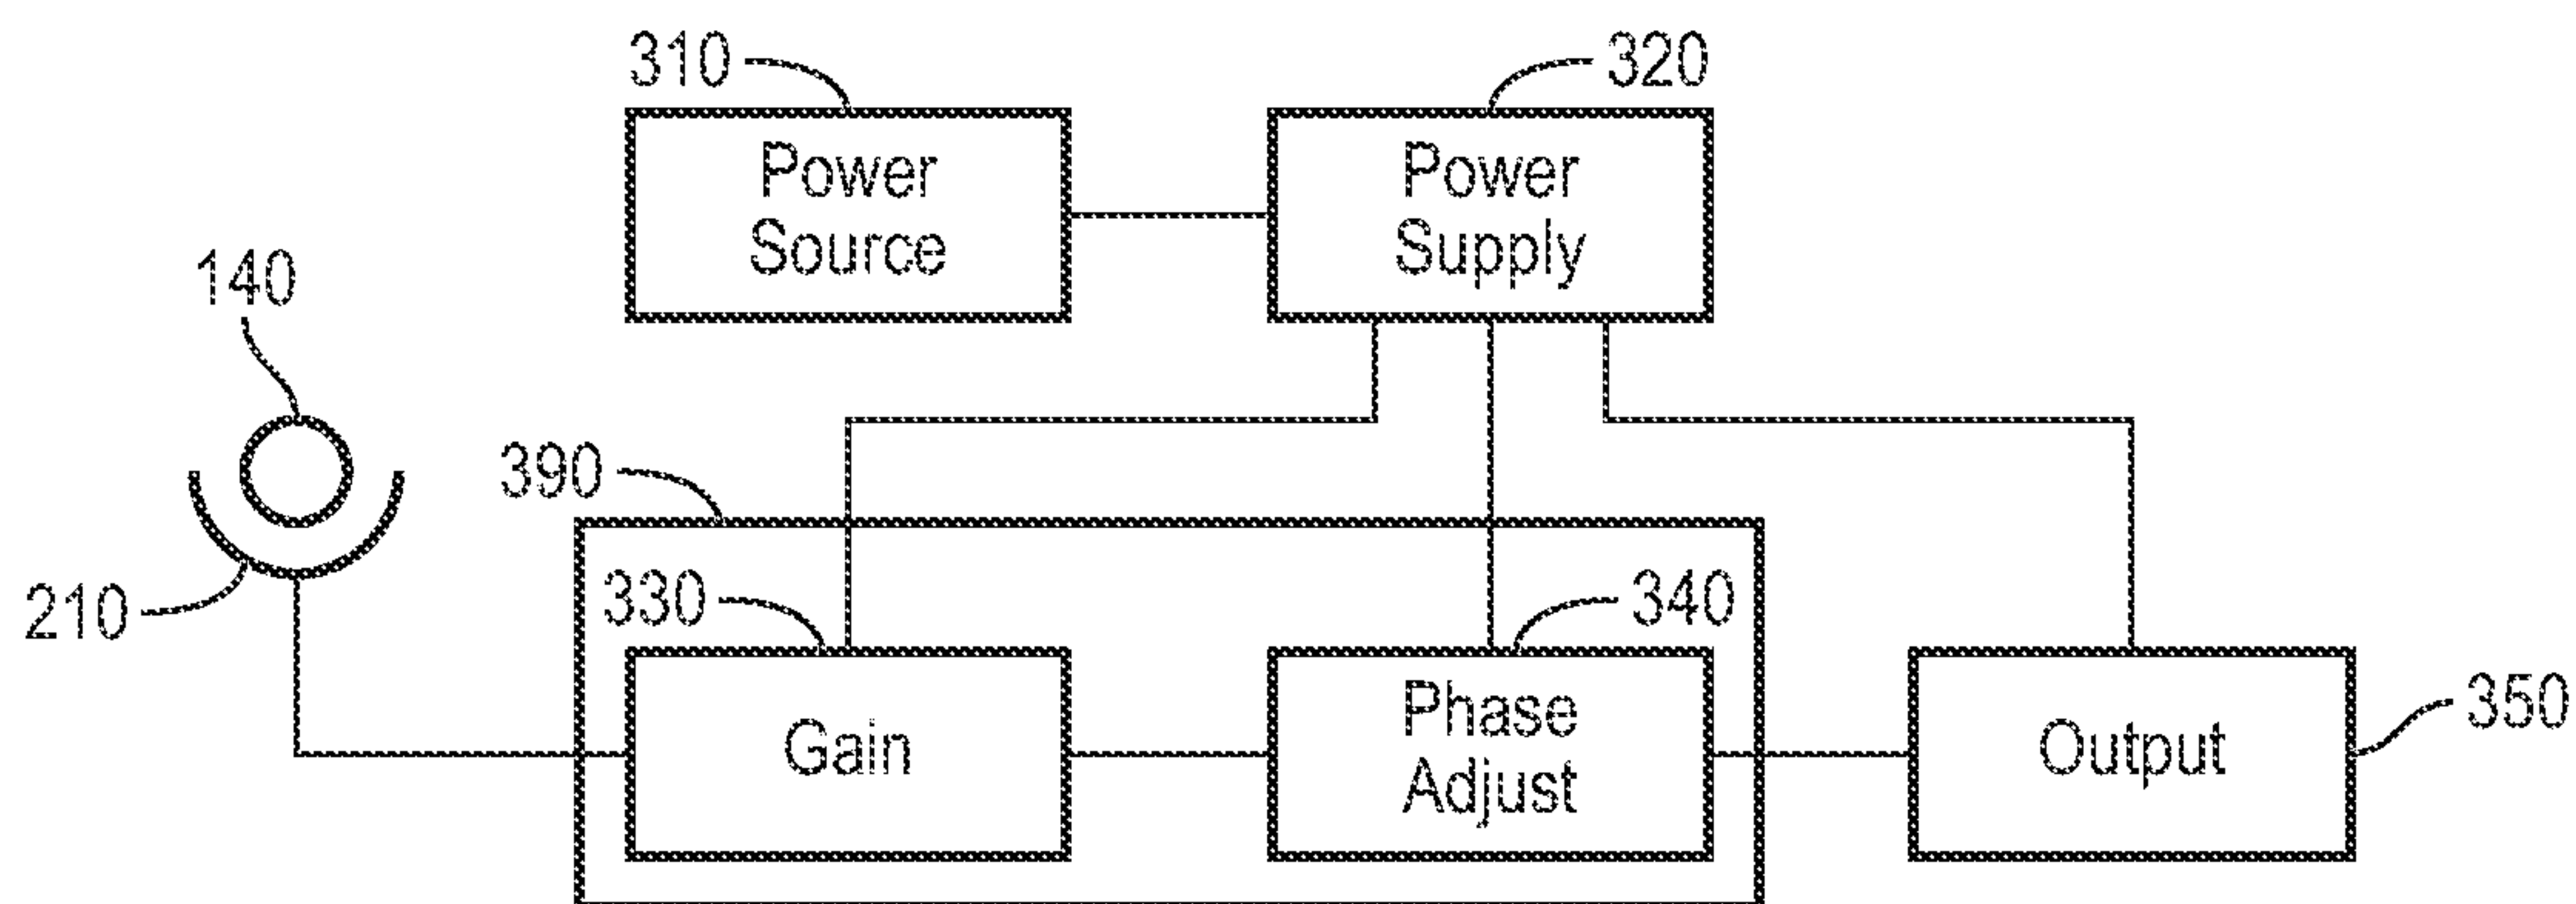 310
320
Power
Source
Power
Supply
140
390
210
330
340
Gain
Phase
Adjust
Output
350